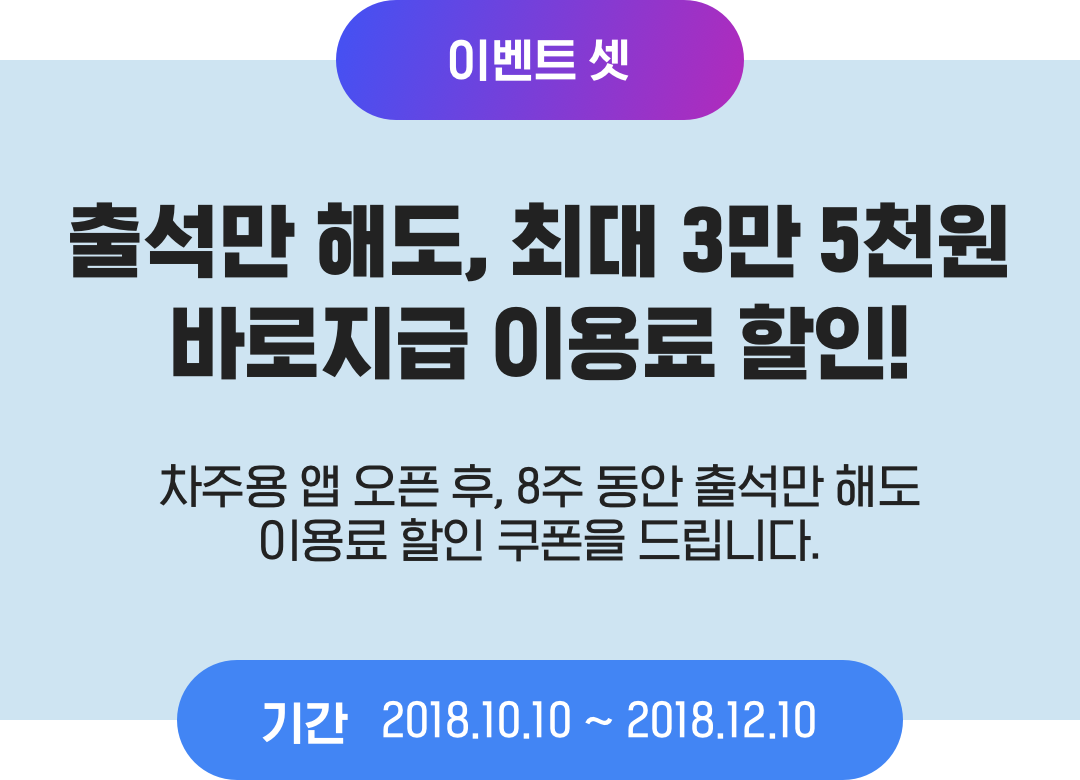 이벤트 셋
출석만 해도, 최대 3만 5천원
바로지급 이용료 할인!
차주용 앱 오픈 후, 8주 동안 출석만 해도
이용료 할인 쿠폰을 드립니다.
기간 2018.10.10 ~ 2018.12.10